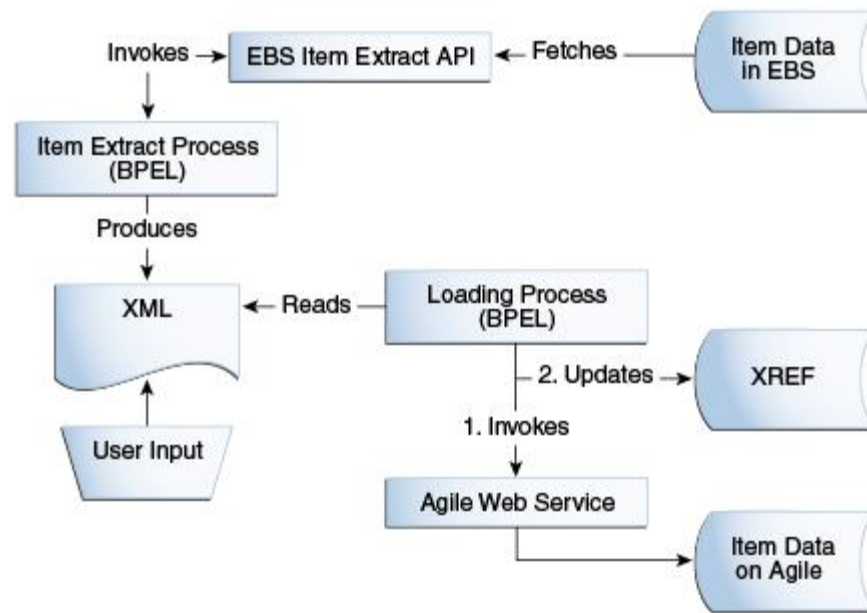 Invokes
EBS Item Extract API
Fetches
Item Data
in EBS
Item Extract Process
(BPEL)
Produces
XML
Reads
Loading Process
(BPEL)
2. Updates
XREF
1. Invokes
User Input
Agile Web Service
Item Data
on Agile